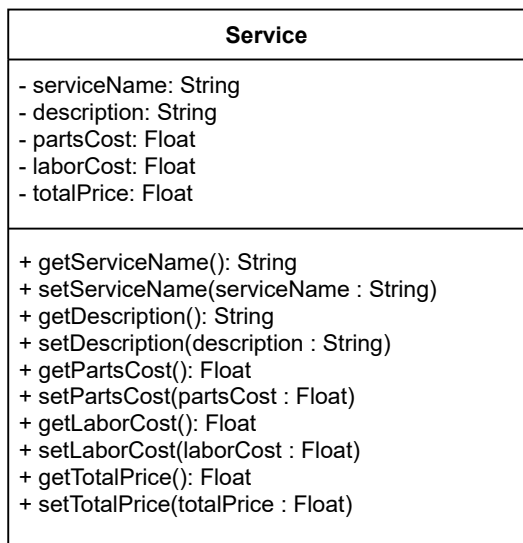 Service
- serviceName: String
- description: String
- partsCost: Float
- laborCost: Float
- totalPrice: Float
+ getServiceName(): String
+ setServiceName(serviceName : String)
+ getDescription(): String
+ setDescription(description : String)
+ getPartsCost(): Float
+ setPartsCost(partsCost : Float)
+ getLaborCost(): Float
+ setLaborCost(laborCost : Float)
+ getTotalPrice(): Float
+ setTotalPrice(totalPrice : Float)